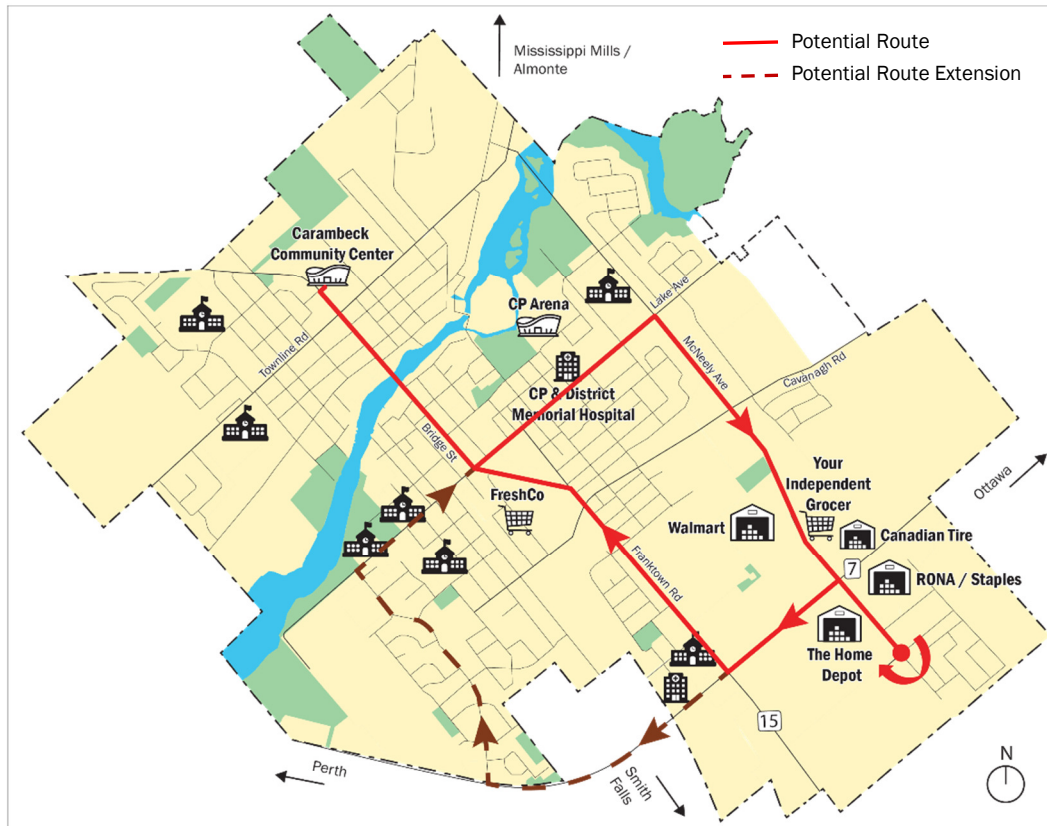 Mississippi Mills /
Almonte
Potential Route
Potential Route Extension
Carambeck
Community Center
CP Arena
Lake Ave
Townline Rd
McNeely Ave
Cavanagh Rd
CP & District
Memorial Hospital
Bridge St
FreshCo
Your
Independent
Grocer
Ottawa
Walmart
Canadian Tire
Franktown Rd
7
RONA / Staples
The Home
Depot
15
Perth
Smith
Falls
N